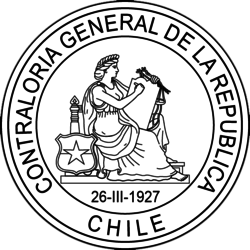 CONTRALORIA GENERAL DE LA REPUBLICA
26-III-1927
CHILE